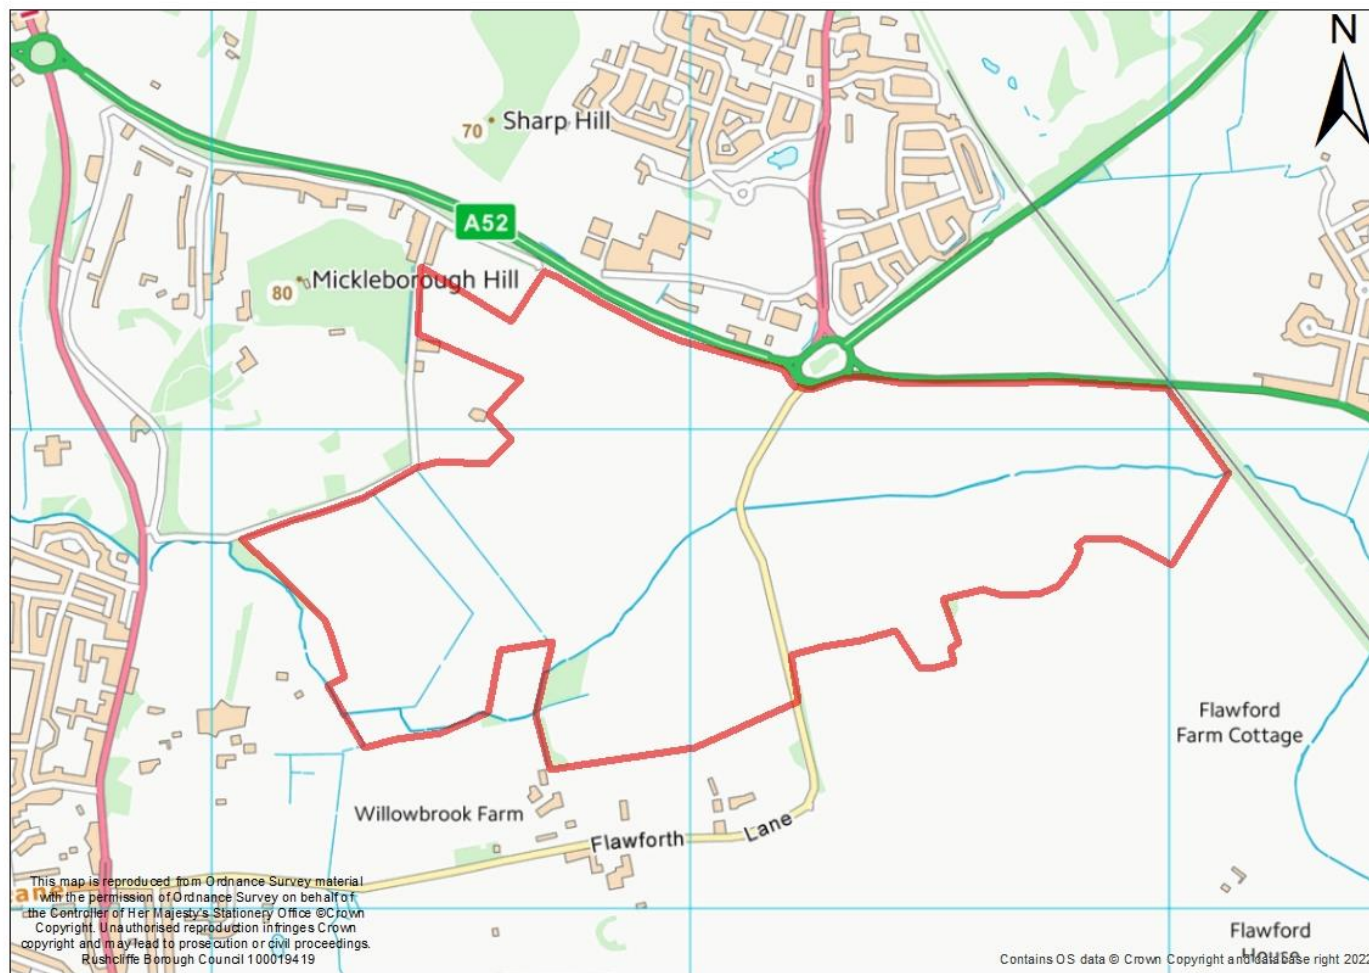 N
70 Sharp Hill
A52
80 Mickleborough Hill
Flawford
Farm Cottage
Willowbrook Farm
Flawforth Lane
ane
This map is reproduced from Ordnance Survey material
with the permission of Ordnance Survey on behalf of
the Controller of Her Majesty's Stationery Office ©Crown
Copyright. Unauthorised reproduction infringes Crown
copyright and may lead to prosecution or civil proceedings.
Rushcliffe Borough Council 100019419
Flawford
House
Contains OS data © Crown Copyright and database right